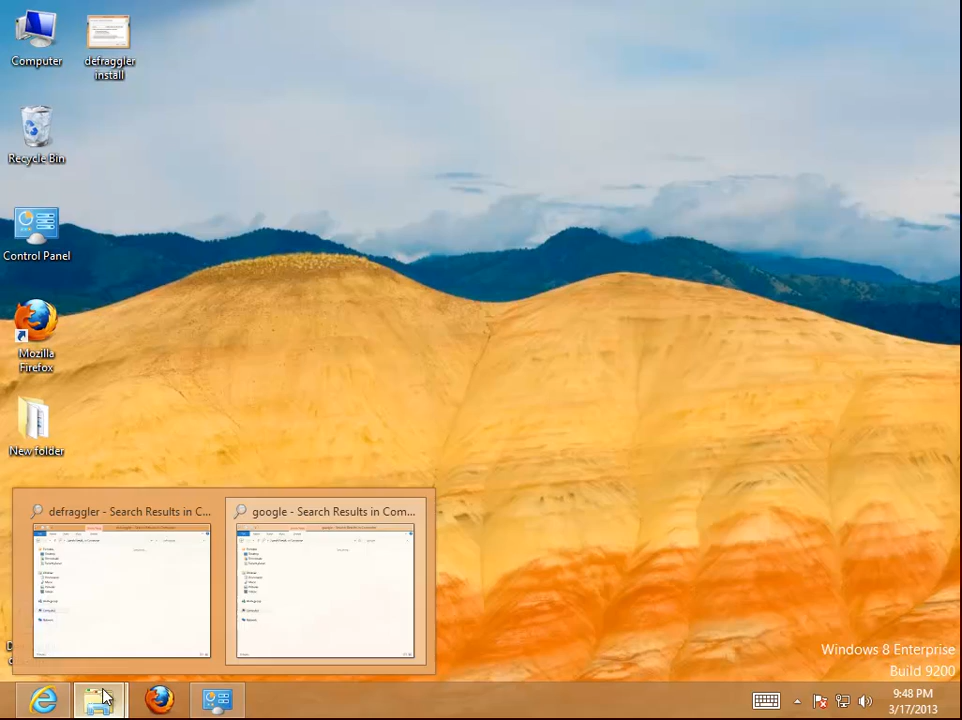 Computer
defraggler
install
Recycle Bin
Control Panel
Mozilla
Firefox
New folder
defraggler - Search Results in C...
google - Search Results in Com...
Windows 8 Enterprise
Build 9200
9:48 PM
3/17/2013